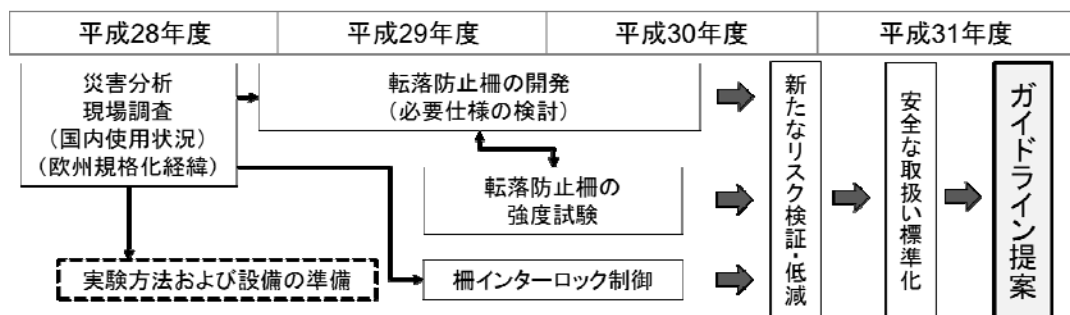 平成28年度
平成29年度
平成30年度
平成31年度
災害分析
現場調査
(国内使用状況)
(欧州規格化経緯)
転落防止柵の開発
(必要仕様の検討)
転落防止柵の
強度試験
実験方法および設備の準備
柵インターロック制御
新たなリスク検証・低減
安全な取扱い標準化
ガイドライン提案